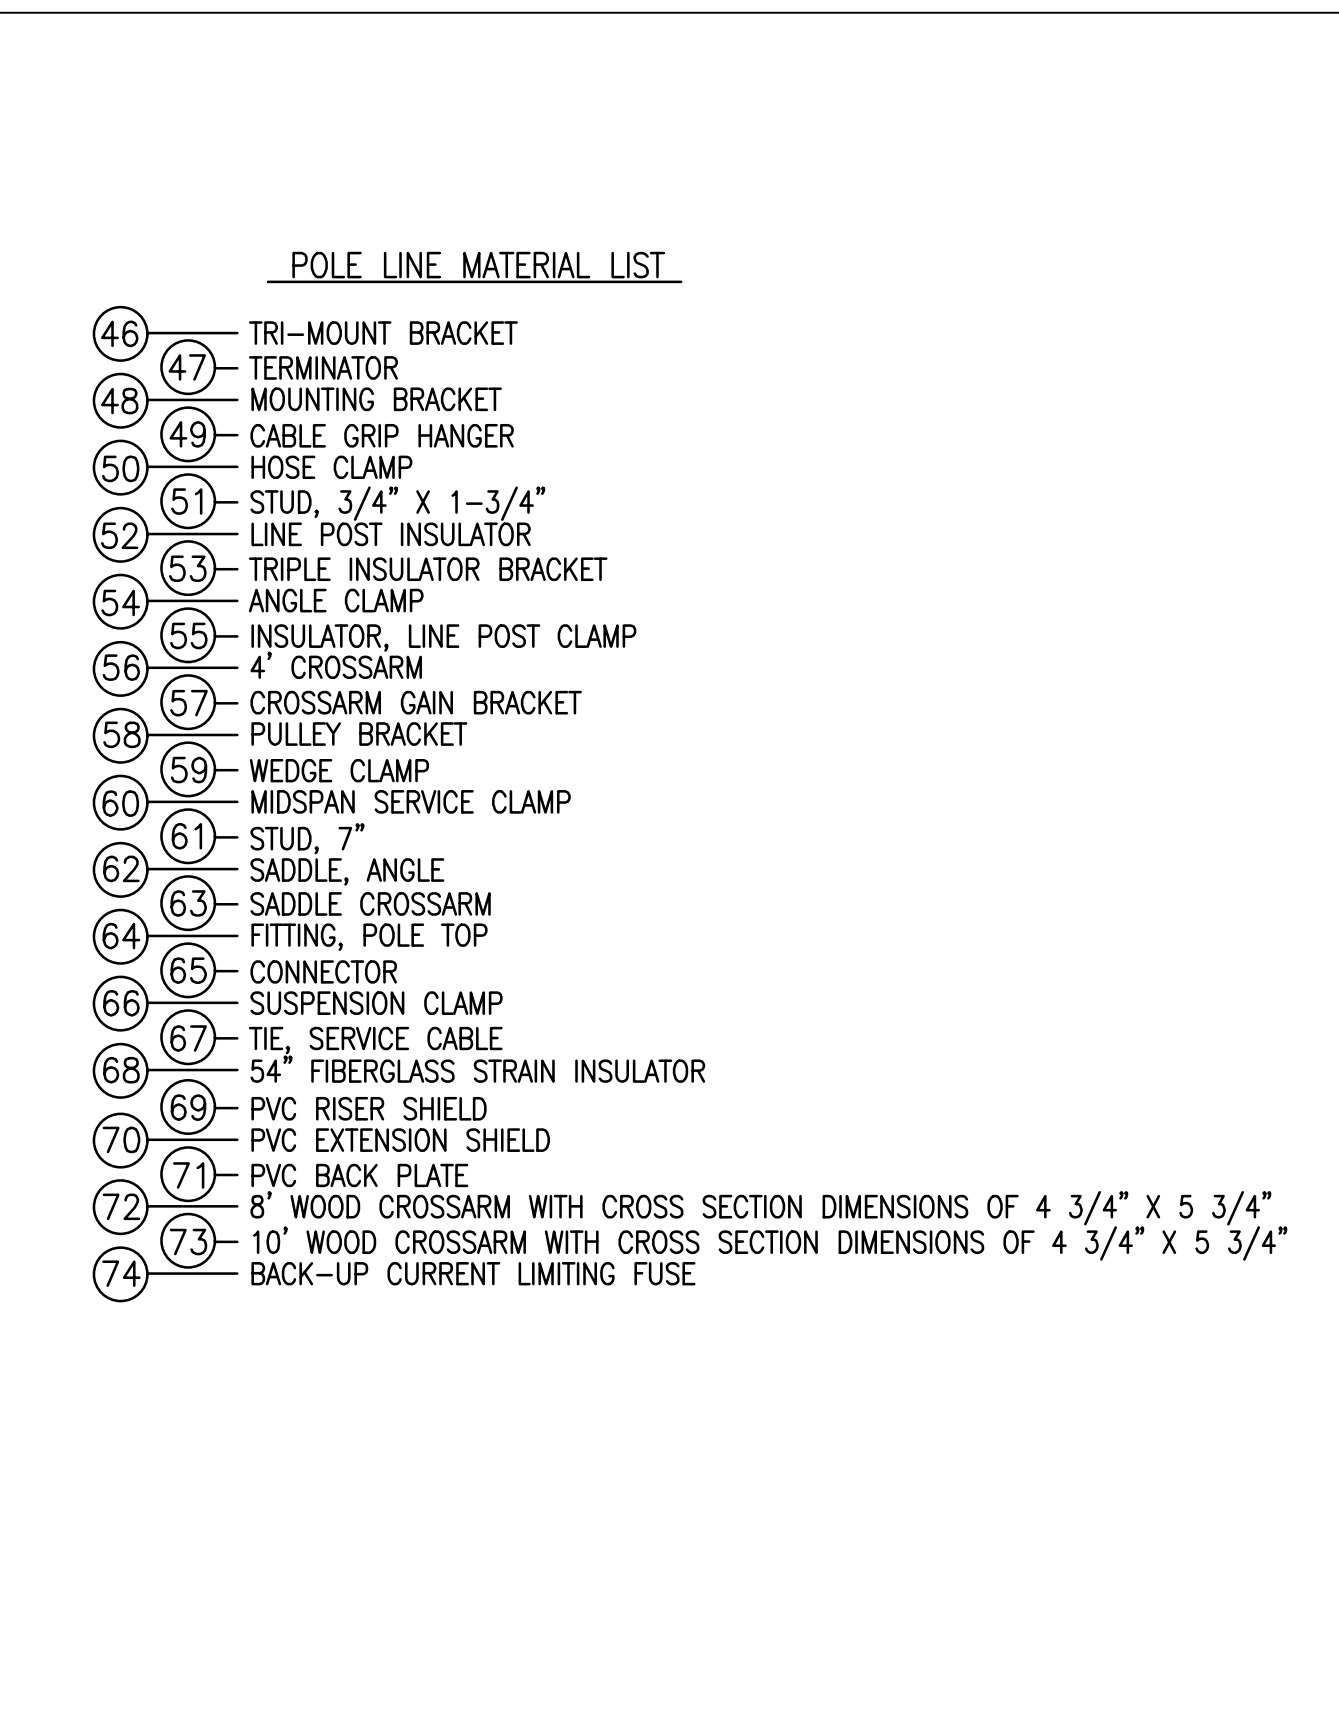 POLE LINE MATERIAL LIST
46 TRI-MOUNT BRACKET
47 TERMINATOR
48 MOUNTING BRACKET
49 CABLE GRIP HANGER
50 HOSE CLAMP
51 STUD, 3/4" X 1-3/4"
52 LINE POST INSULATOR
53 TRIPLE INSULATOR BRACKET
54 ANGLE CLAMP
55 INSULATOR, LINE POST CLAMP
56 4' CROSSARM
57 CROSSARM GAIN BRACKET
58 PULLEY BRACKET
59 WEDGE CLAMP
60 MIDSPAN SERVICE CLAMP
61 STUD, 7"
62 SADDLE, ANGLE
63 SADDLE CROSSARM
64 FITTING, POLE TOP
65 CONNECTOR
66 SUSPENSION CLAMP
67 TIE, SERVICE CABLE
68 54" FIBERGLASS STRAIN INSULATOR
69 PVC RISER SHIELD
70 PVC EXTENSION SHIELD
71 PVC BACK PLATE
72 8' WOOD CROSSARM WITH CROSS SECTION DIMENSIONS OF 4 3/4" X 5 3/4"
73 10' WOOD CROSSARM WITH CROSS SECTION DIMENSIONS OF 4 3/4" X 5 3/4"
74 BACK-UP CURRENT LIMITING FUSE